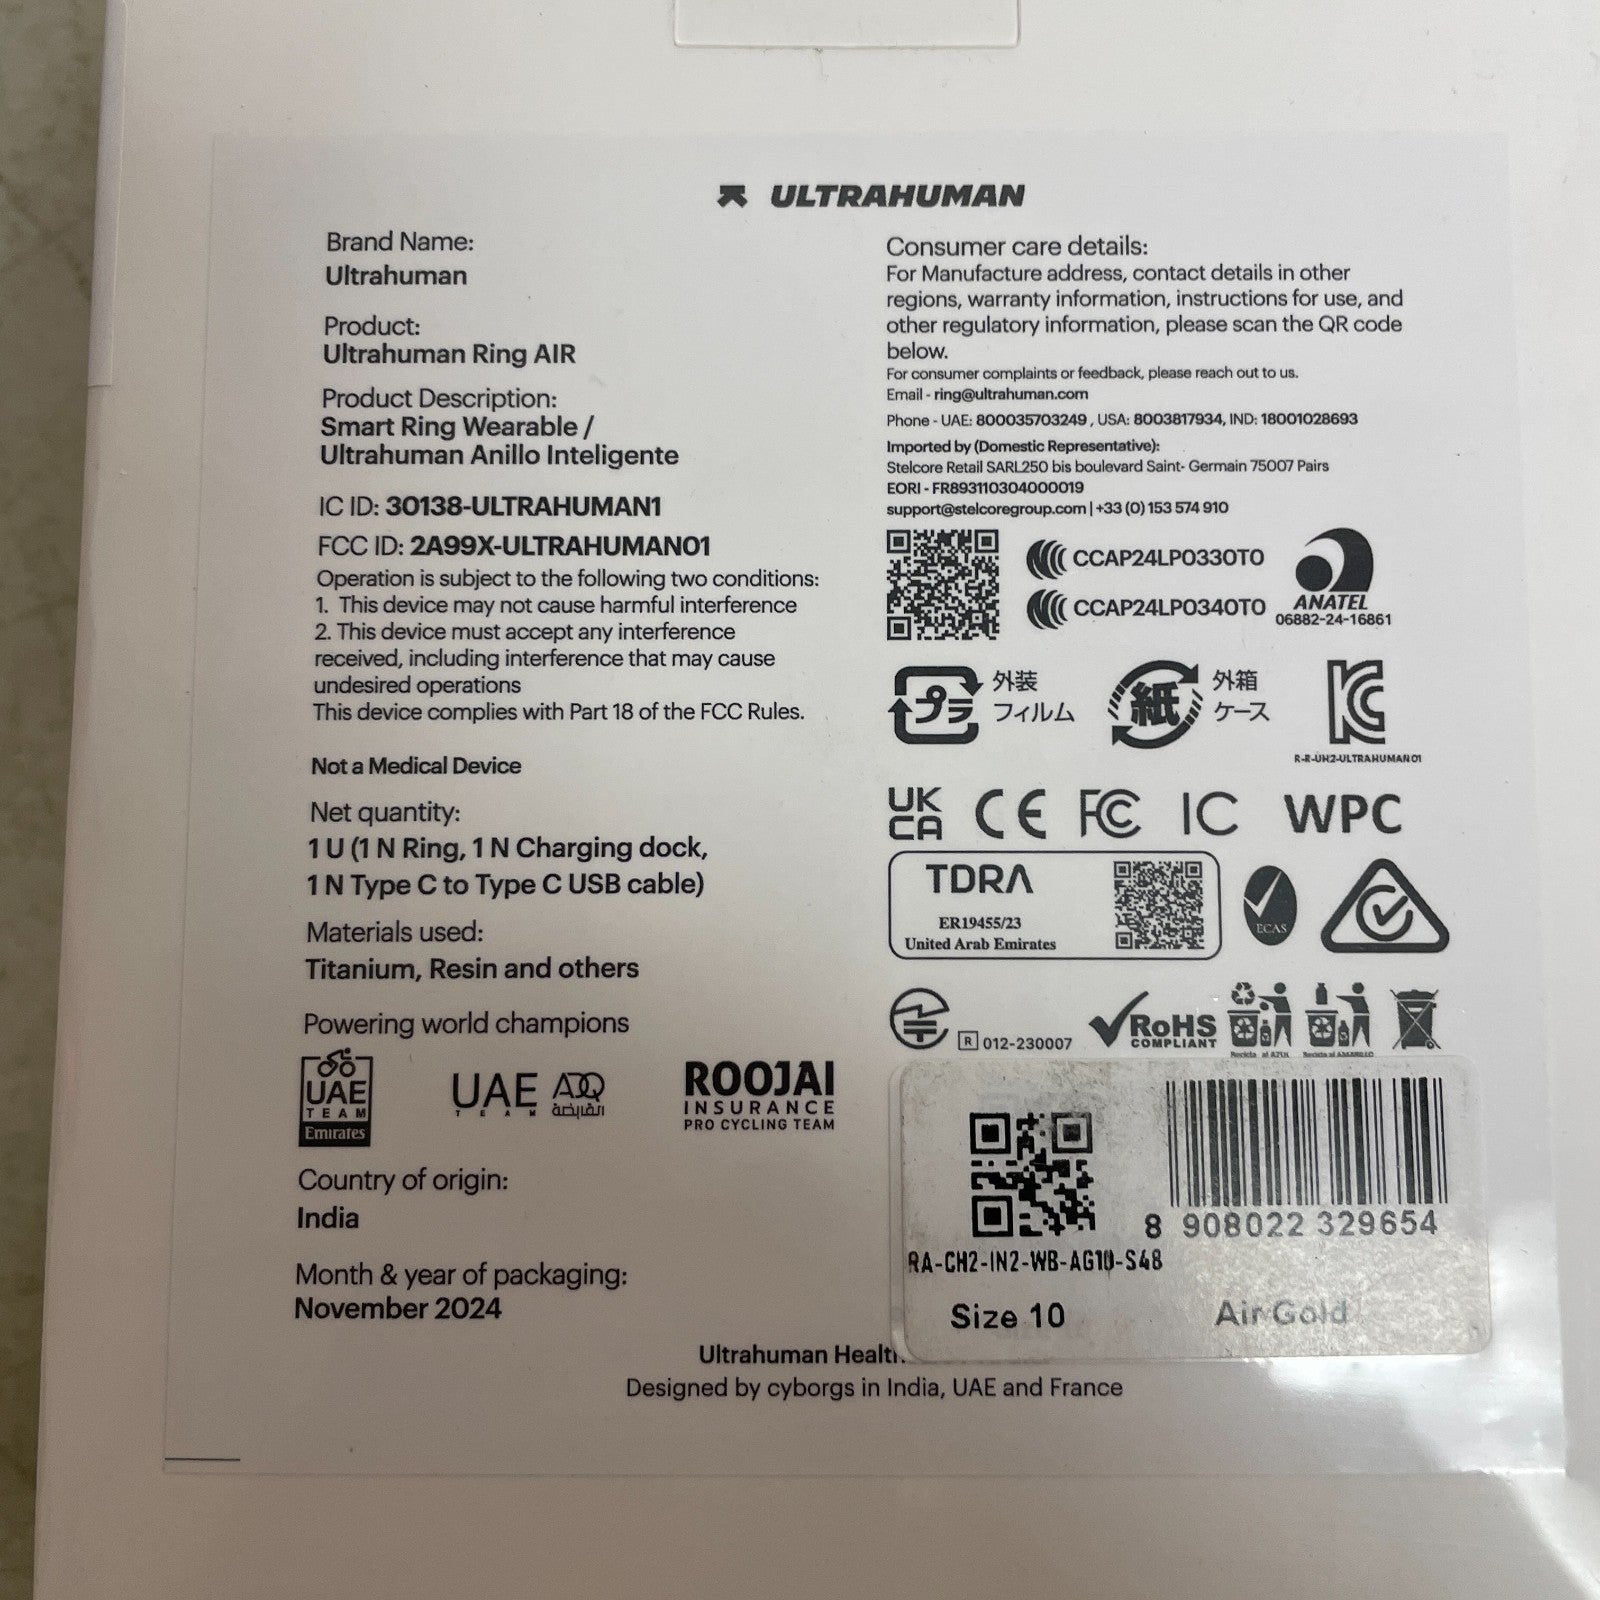 ULTRAHUMAN
Brand Name:
Ultrahuman
Product:
Ultrahuman Ring AIR
Product Description:
Smart Ring Wearable /
Ultrahuman Anillo Inteligente
IC ID: 30138-ULTRAHUMAN1
FCC ID: 2A99X-ULTRAHUMAN01
Operation is subject to the following two conditions:
1. This device may not cause harmful interference
2. This device must accept any interference
received, including interference that may cause
undesired operations
This device complies with Part 18 of the FCC Rules.
Not a Medical Device
Net quantity:
1 U (1 N Ring, 1 N Charging dock,
1 N Type C to Type C USB cable)
Materials used:
Titanium, Resin and others
Powering world champions
UAE
TEAM
Emirates
UAE
TEAM
ADQ
القابضة
ROOJAI
INSURANCE
PRO CYCLING TEAM
Country of origin:
India
Month & year of packaging:
November 2024
Consumer care details:
For Manufacture address, contact details in other
regions, warranty information, instructions for use, and
other regulatory information, please scan the QR code
below.
For consumer complaints or feedback, please reach out to us.
Email - ring@ultrahuman.com
Phone - UAE: 800035703249 , USA: 8003817934, IND: 18001028693
Imported by (Domestic Representative):
Stelcore Retail SARL250 bis boulevard Saint- Germain 75007 Pairs
EORI - FR893110304000019
support@stelcoregroup.com | +33 (0) 153 574 910
CCAP24LP0330T0
CCAP24LP0340T0
ANATEL
06882-24-16861
プラ
外装
フィルム
紙
外箱
ケース
KC
R-R-UH2-ULTRAHUMAN01
UK
CA
CE FC IC WPC
TDRA
ER19455/23
United Arab Emirates
ECAS
R 012-230007
RoHS
COMPLIANT
Recicla al AZUL
Recicla al AMARILLO
8 908022 329654
RA-CH2-IN2-WB-AG10-S48
Size 10
Air Gold
Ultrahuman
Designed by cyborgs in India, UAE and France